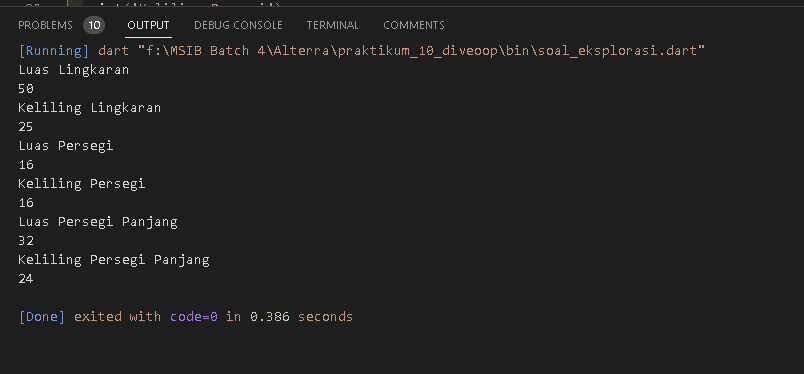 PROBLEMS 10 OUTPUT DEBUG CONSOLE TERMINAL COMMENTS
[Running] dart "f:\MSIB Batch 4\Alterra\praktikum_10_diveoop\bin\soal_eksplorasi.dart"
Luas Lingkaran
50
Keliling Lingkaran
25
Luas Persegi
16
Keliling Persegi
16
Luas Persegi Panjang
32
Keliling Persegi Panjang
24
[Done] exited with code=0 in 0.386 seconds